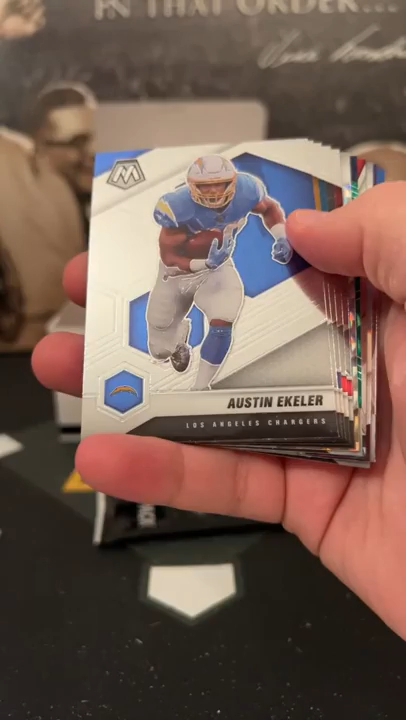 IN THAT ORDER...
M
AUSTIN EKELER
LOS ANGELES CHARGERS